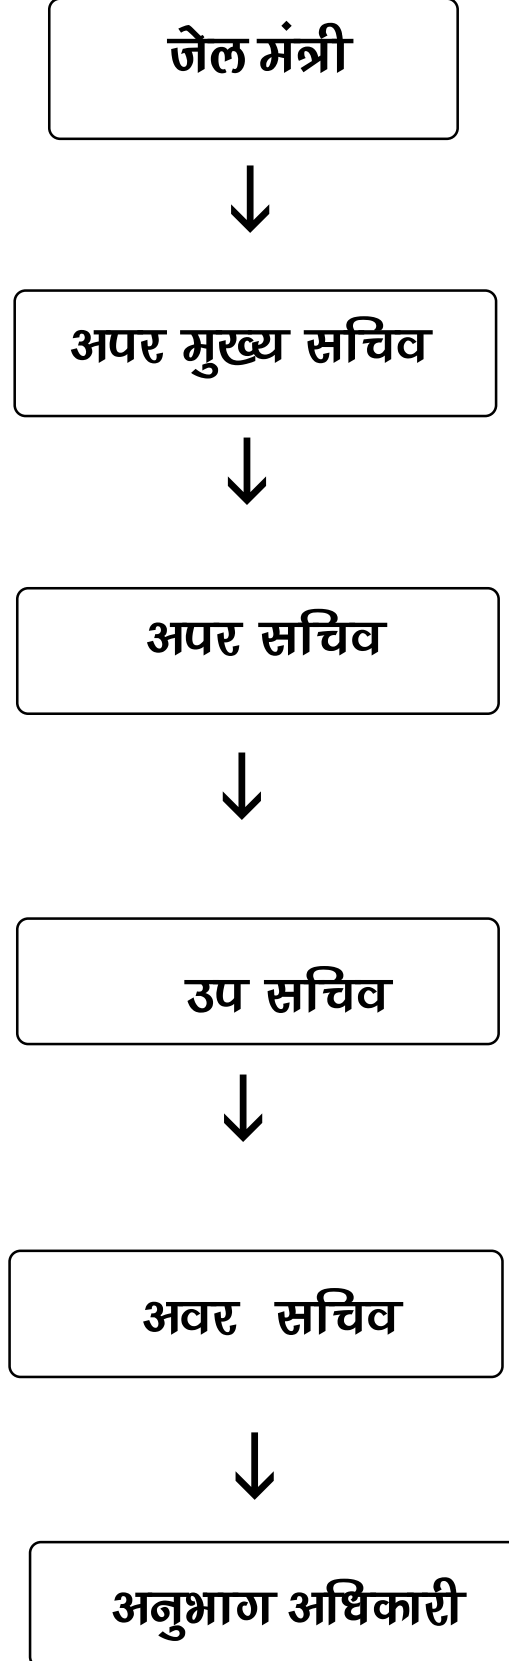 जेल मंत्री
अपर मुख्य सचिव
अपर सचिव
उप सचिव
अवर सचिव
अनुभाग अधिकारी